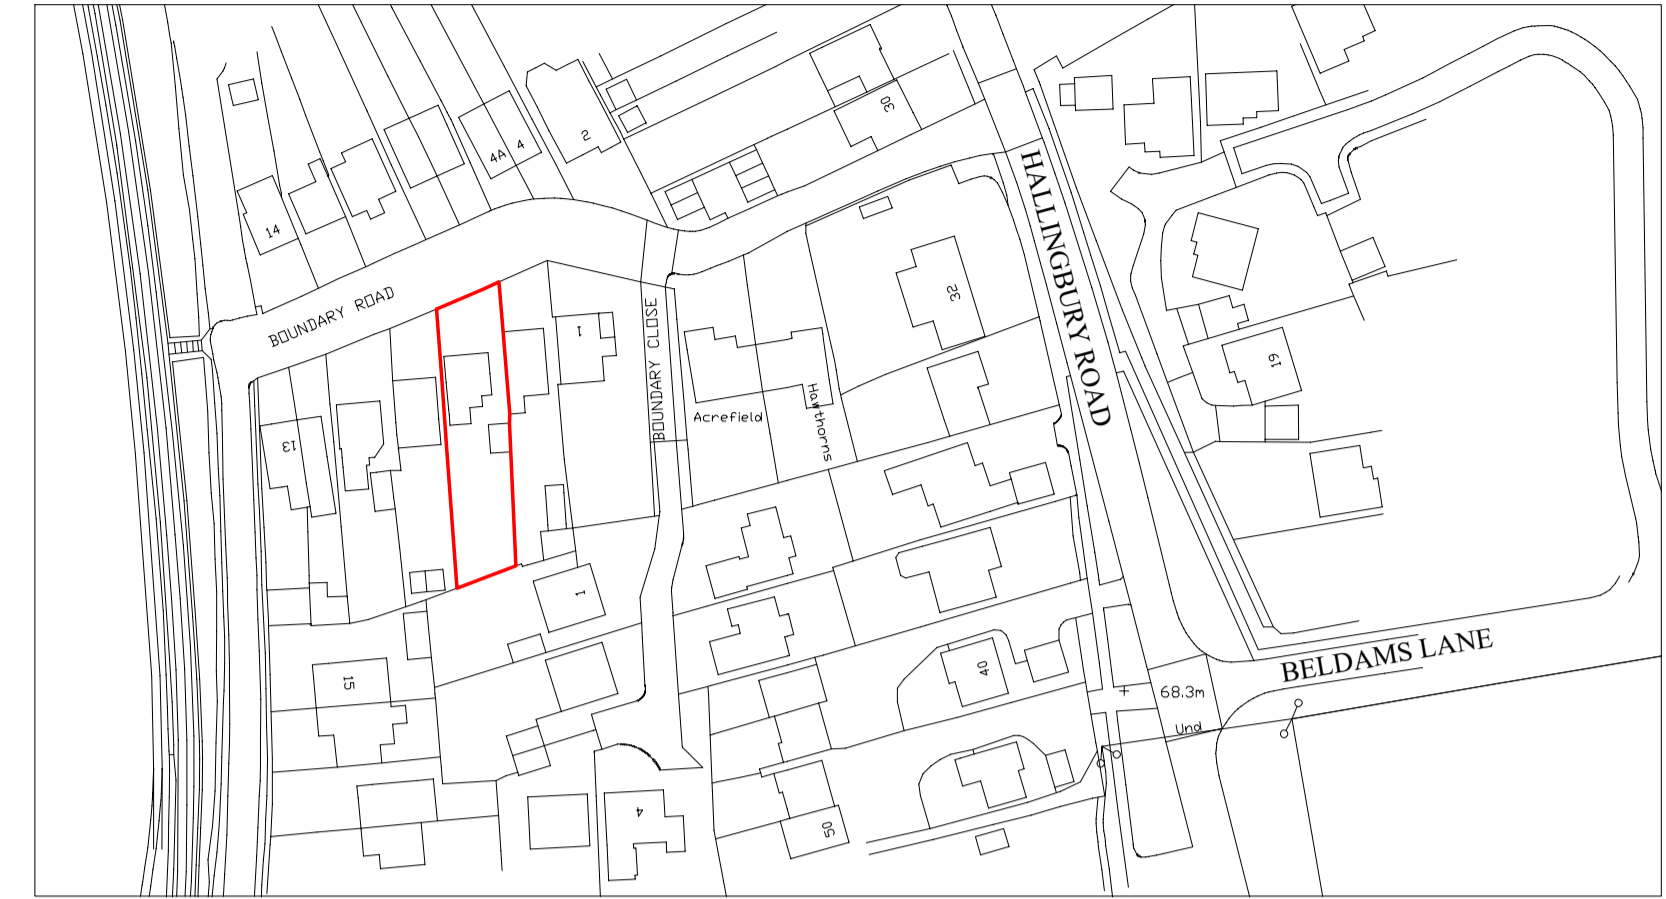 2
4
4A
30
14
BOUNDARY ROAD
HALLINGBURY ROAD
32
1
BOUNDARY CLOSE
19
Acrefield
Hawthorns
13
1
15
40
68.3m
Und
BELDAMS LANE
4
50